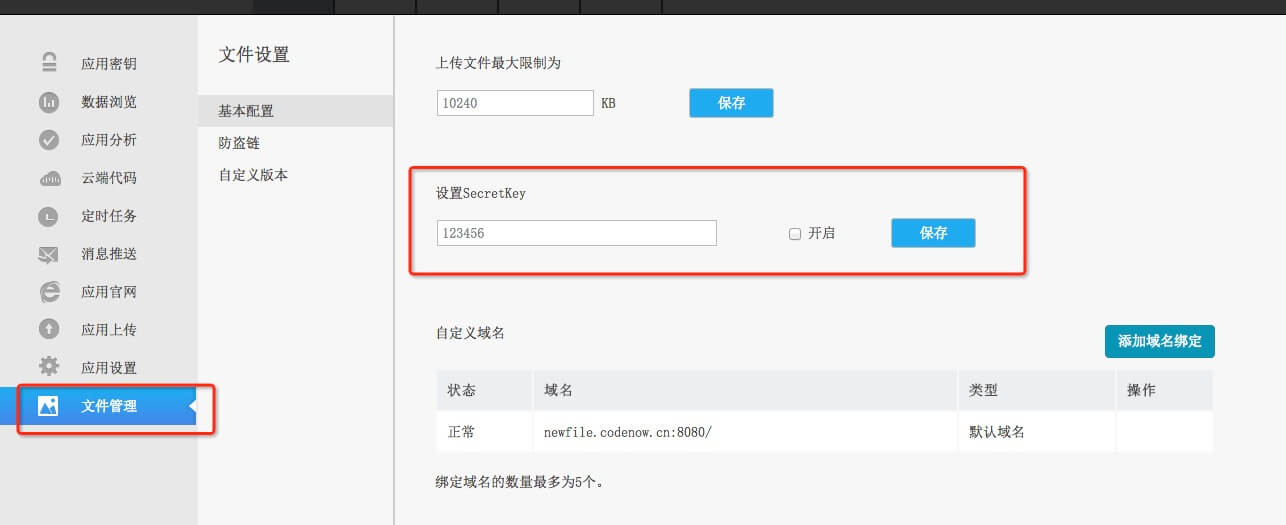 应用密钥
数据浏览
应用分析
云端代码
定时任务
消息推送
应用官网
应用上传
应用设置
文件管理
文件设置
基本配置
防盗链
自定义版本
上传文件最大限制为
10240 KB 保存
设置SecretKey
123456 开启 保存
自定义域名 添加域名绑定
状态 域名 类型 操作
正常 newfile.codenow.cn:8080/ 默认域名
绑定域名的数量最多为5个。